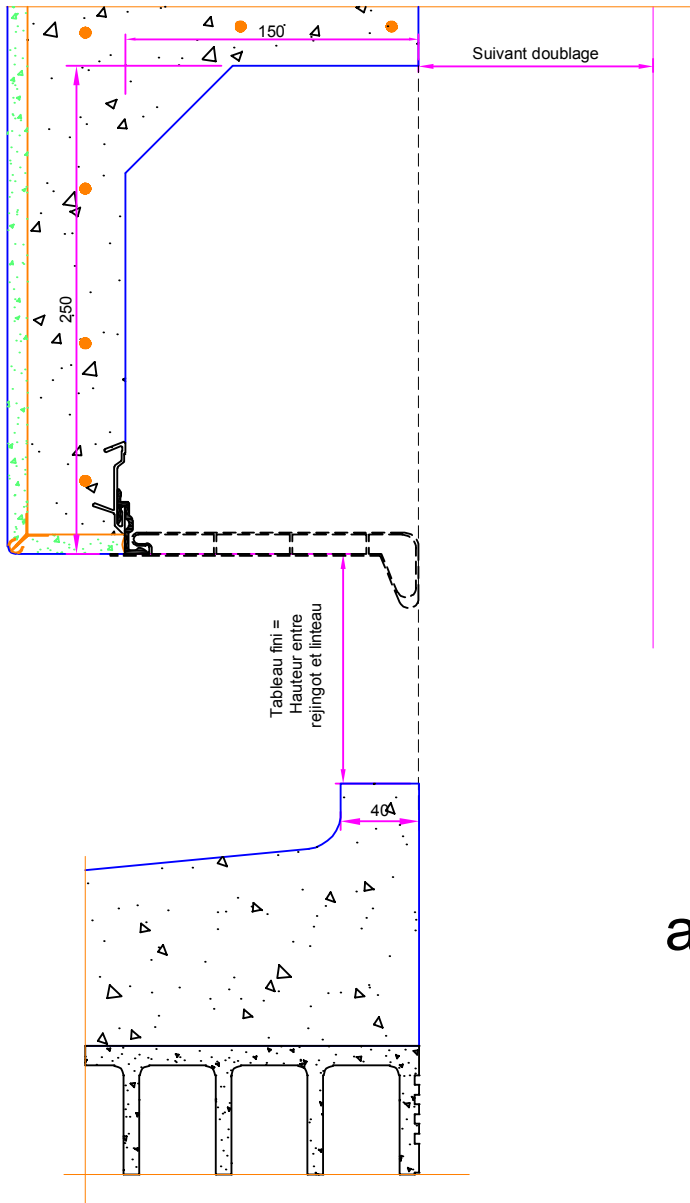 150
Suivant doublage
250
Tableau fini =
Hauteur entre
rejingot et linteau
40
a